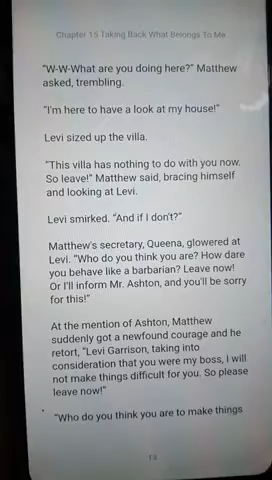 Chapter 15 Taking Back What Belongs To Me
"W-W-What are you doing here?" Matthew
asked, trembling.
"I'm here to have a look at my house!"
Levi sized up the villa.
"This villa has nothing to do with you now.
So leave!" Matthew said, bracing himself
and looking at Levi.
Levi smirked. "And if I don't?"
Matthew's secretary, Queena, glowered at
Levi. "Who do you think you are? How dare
you behave like a barbarian? Leave now!
Or I'll inform Mr. Ashton, and you'll be sorry
for this!"
At the mention of Ashton, Matthew
suddenly got a newfound courage and he
retort, "Levi Garrison, taking into
consideration that you were my boss, I will
not make things difficult for you. So please
leave now!"
"Who do you think you are to make things